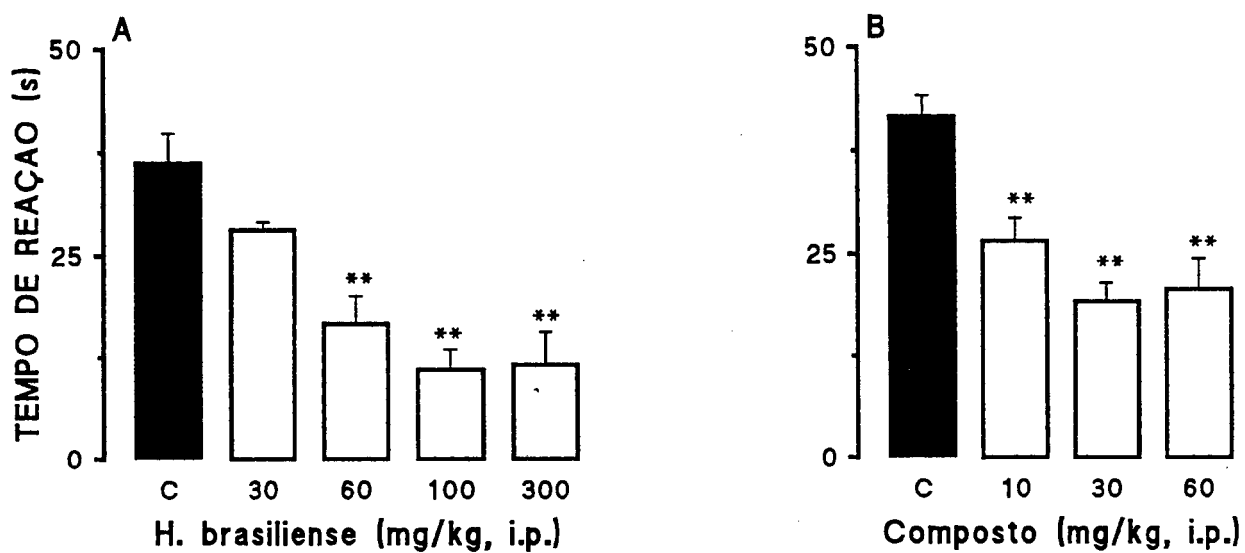 A
50
25
0
TEMPO DE REAÇAO (s)
**
**
**
C 30 60 100 300
H. brasiliense (mg/kg, i.p.)
B
50
25
0
**
**
**
C 10 30 60
Composto (mg/kg, i.p.)